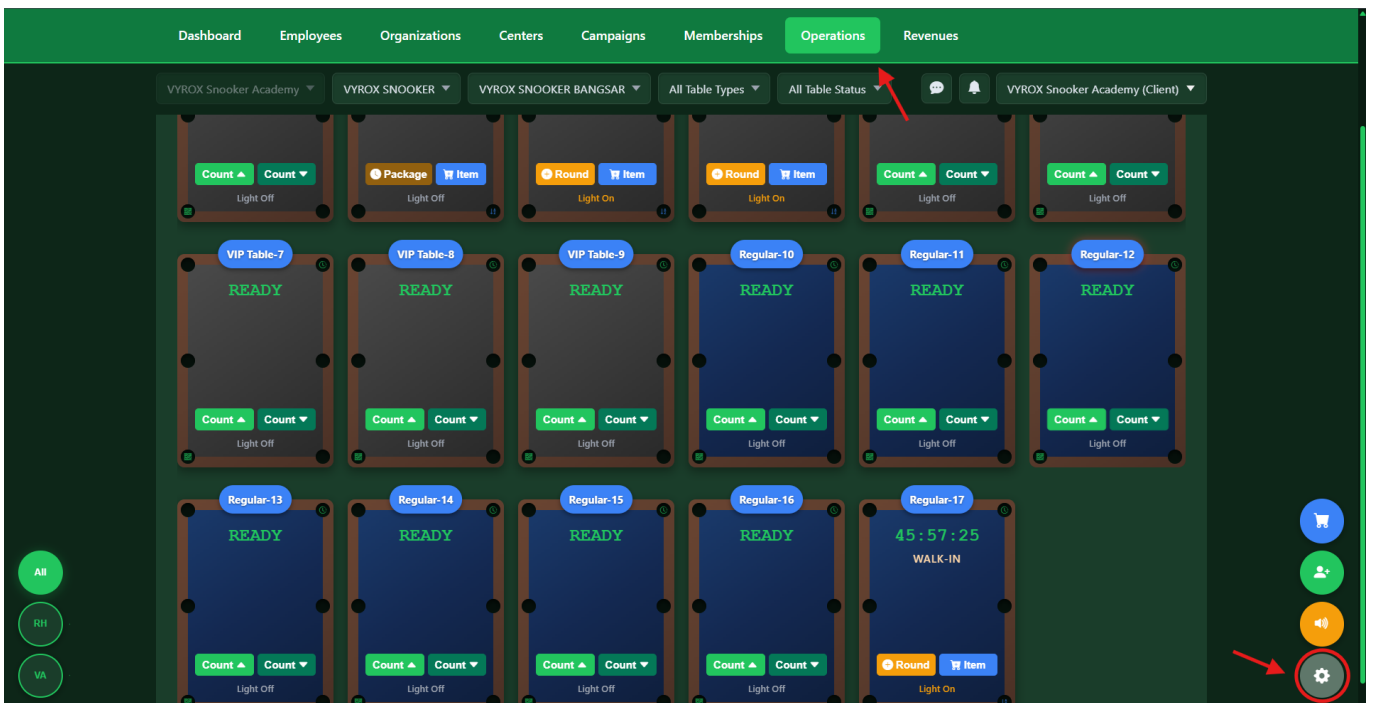 Dashboard Employees Organizations Centers Campaigns Memberships Operations Revenues
VYROX Snooker Academy VYROX SNOOKER VYROX SNOOKER BANGSAR All Table Types All Table Status VYROX Snooker Academy (Client)
Count Count Package Item Round Item Round Item Count Count Count Count
Light Off Light Off Light On Light On Light Off Light Off
VIP Table-7 VIP Table-8 VIP Table-9 Regular-10 Regular-11 Regular-12
READY READY READY READY READY READY
Count Count Count Count Count Count Count Count Count Count Count Count
Light Off Light Off Light Off Light Off Light Off Light Off
Regular-13 Regular-14 Regular-15 Regular-16 Regular-17
READY READY READY READY 45:57:25
WALK-IN
All
RH
Count Count Count Count Count Count Count Count Round Item
VA
Light Off Light Off Light Off Light Off Light On